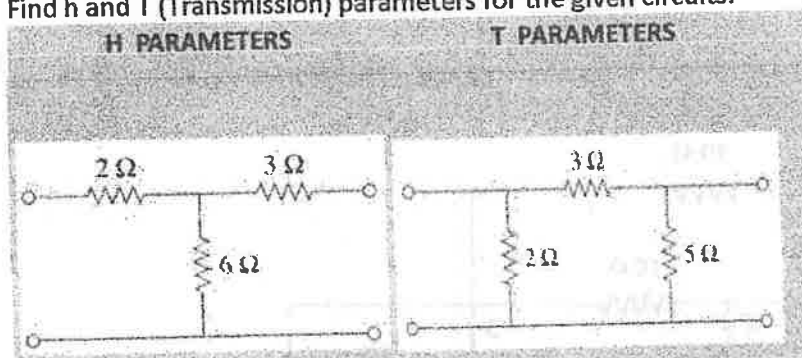 Find h and T (Transmission) parameters for the given circuits.
H PARAMETERS
T PARAMETERS
2 Ω
3 Ω
6 Ω
3 Ω
2 Ω
5 Ω